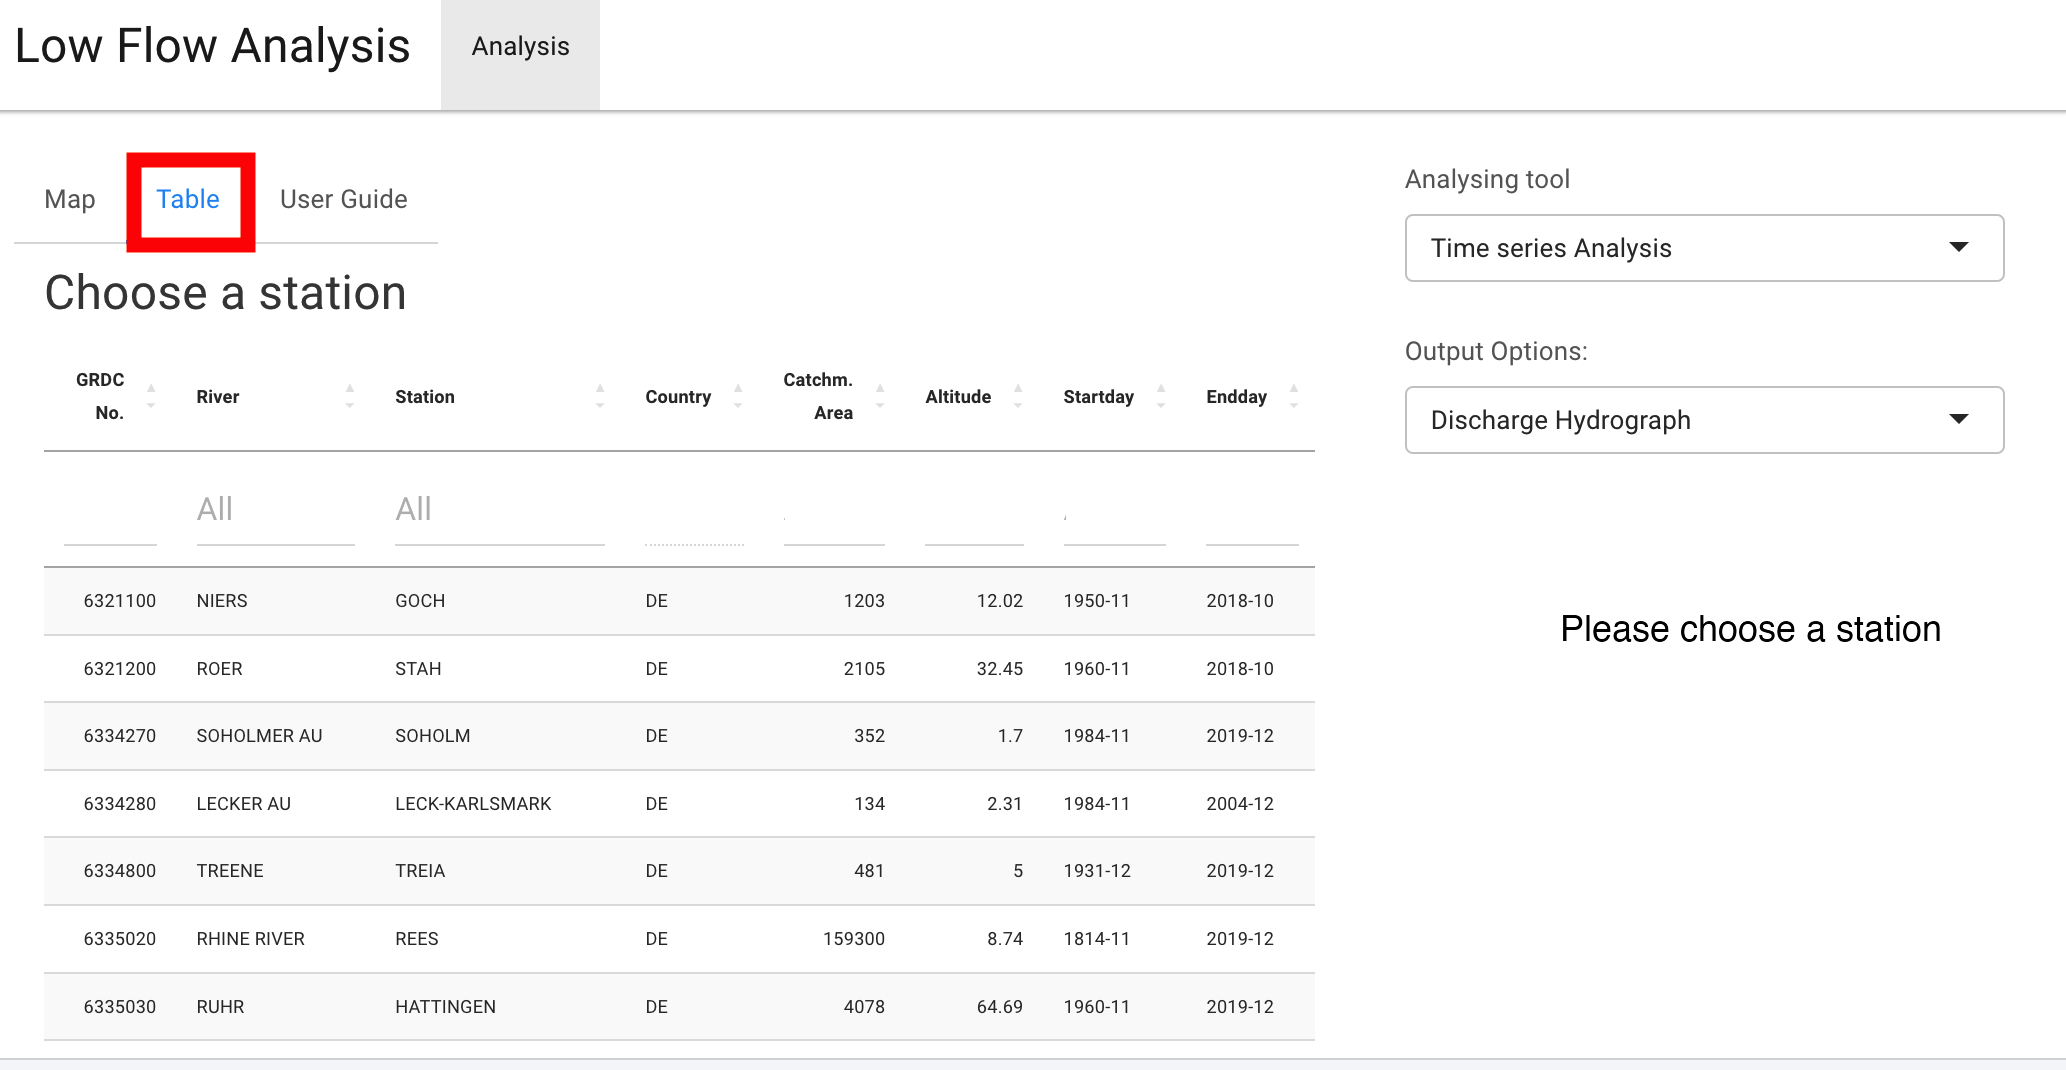 Low Flow Analysis
Analysis
Map
Table
User Guide
Choose a station
GRDC No. River Station Country Catchm. Area Altitude Startday Endday
All All
6321100 NIERS GOCH DE 1203 12.02 1950-11 2018-10
6321200 ROER STAH DE 2105 32.45 1960-11 2018-10
6334270 SOHOLMER AU SOHOLM DE 352 1.7 1984-11 2019-12
6334280 LECKER AU LECK-KARLSMARK DE 134 2.31 1984-11 2004-12
6334800 TREENE TREIA DE 481 5 1931-12 2019-12
6335020 RHINE RIVER REES DE 159300 8.74 1814-11 2019-12
6335030 RUHR HATTINGEN DE 4078 64.69 1960-11 2019-12
Analysing tool
Time series Analysis
Output Options:
Discharge Hydrograph
Please choose a station